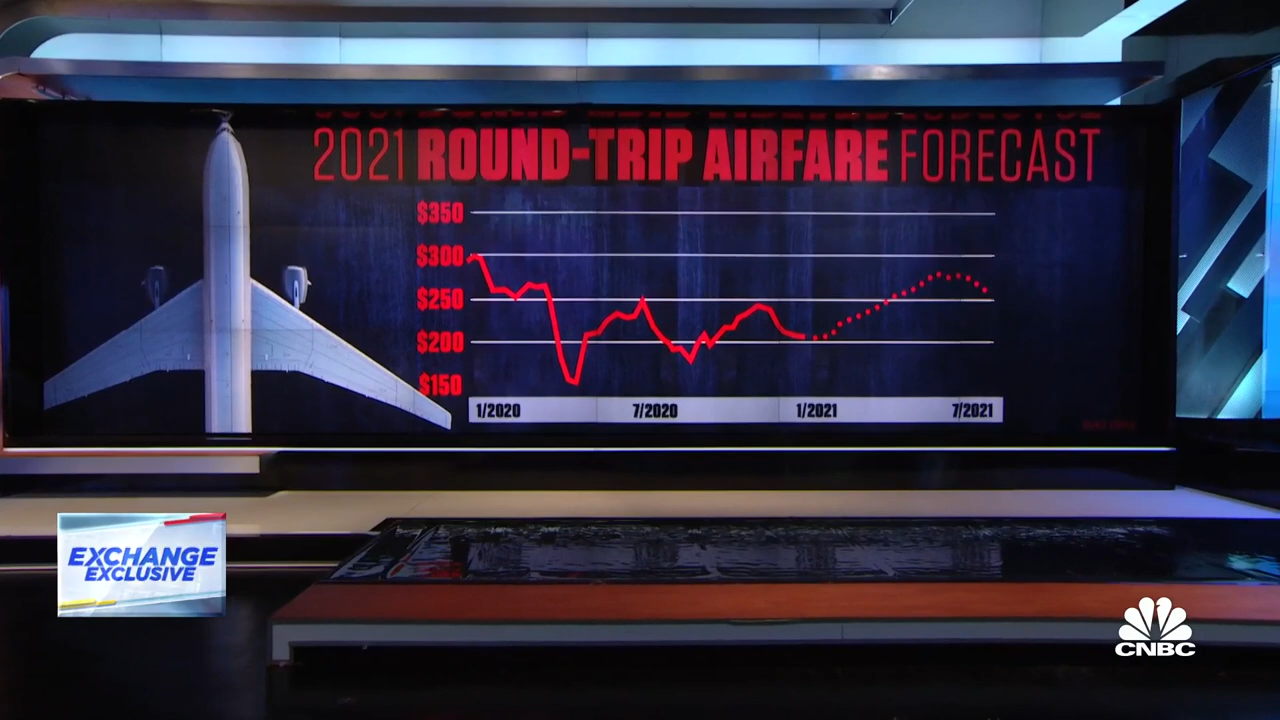 2021 ROUND-TRIP AIRFARE FORECAST
$350
$300
$250
$200
$150
1/2020 7/2020 1/2021 7/2021
EXCHANGE
EXCLUSIVE
CNBC